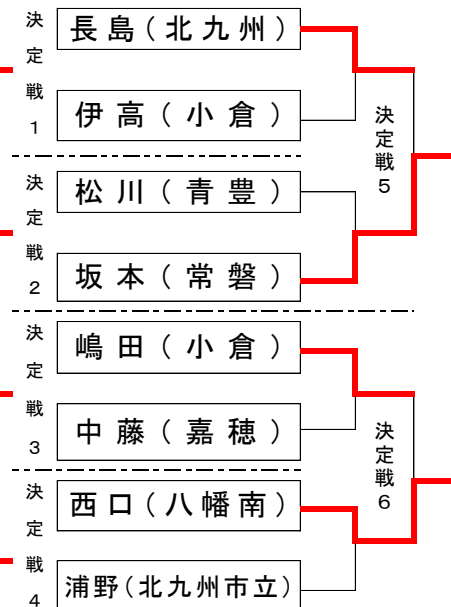 決定戦1
長島(北九州)
伊高(小倉)
決定戦2
松川(青豊)
坂本(常磐)
決定戦5
決定戦3
嶋田(小倉)
中藤(嘉穂)
決定戦4
西口(八幡南)
浦野(北九州市立)
決定戦6